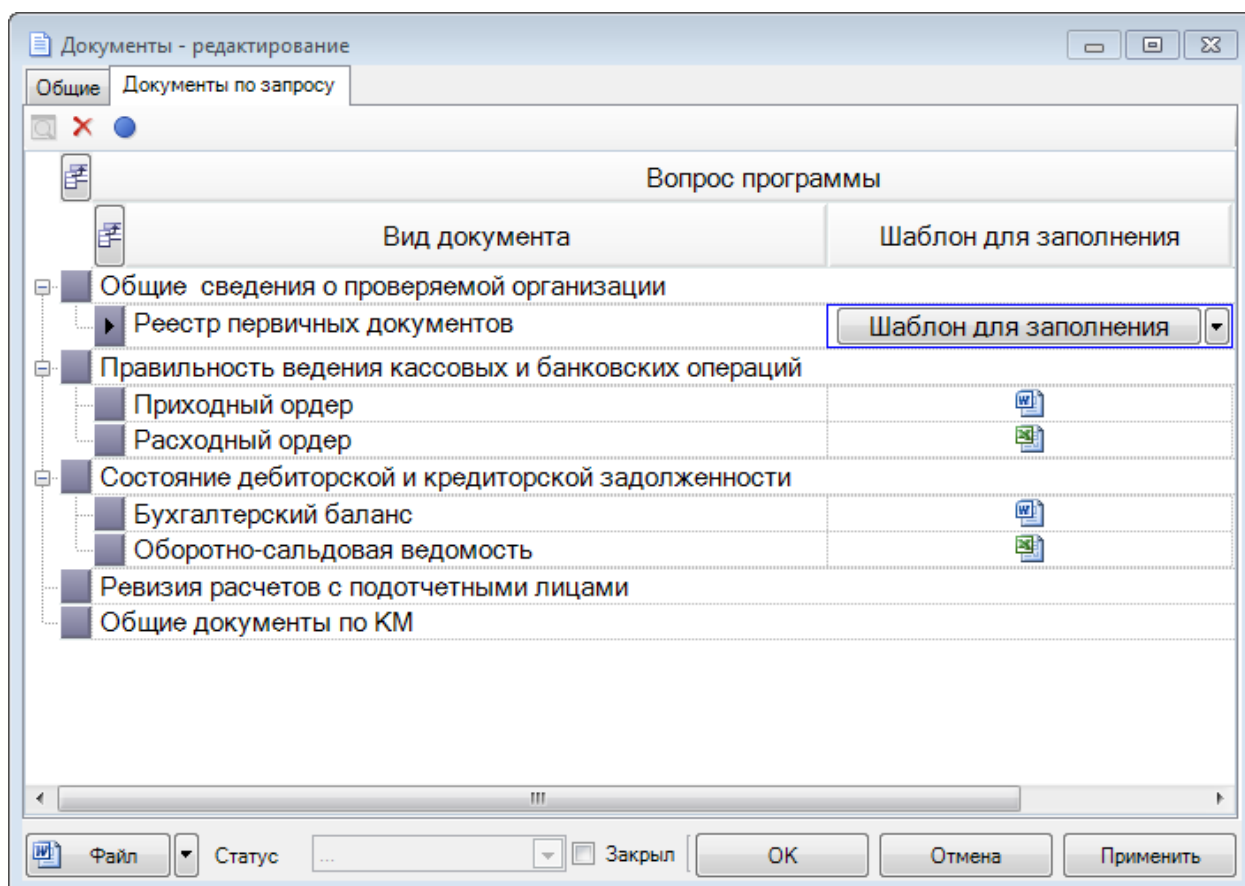 Документы - редактирование
Общие Документы по запросу
Вопрос программы
Вид документа Шаблон для заполнения
Общие сведения о проверяемой организации
Реестр первичных документов Шаблон для заполнения
Правильность ведения кассовых и банковских операций
Приходный ордер
Расходный ордер
Состояние дебиторской и кредиторской задолженности
Бухгалтерский баланс
Оборотно-сальдовая ведомость
Ревизия расчетов с подотчетными лицами
Общие документы по КМ
Файл Статус ... Закрыл ОК Отмена Применить